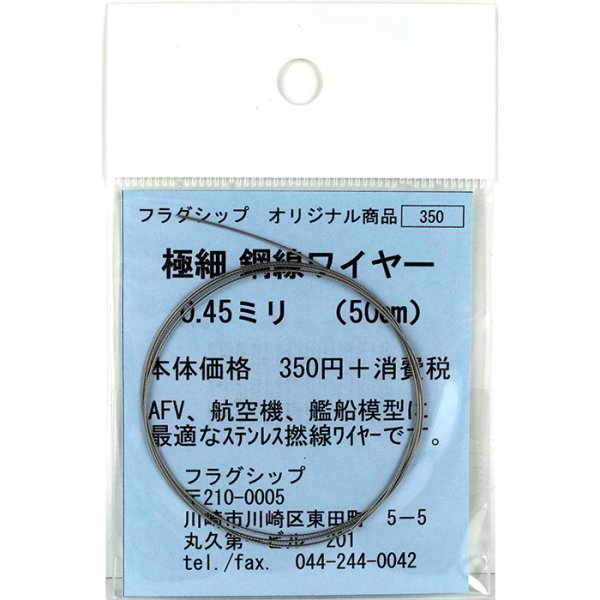 フラグシップ オリジナル商品 350
極細 鋼線ワイヤー
0.45ミリ (50cm)
本体価格 350円＋消費税
AFV、航空機、艦船模型に
最適なｽﾃﾝﾚｽ撚線ﾜｲﾔｰです。
フラグシップ
〒210-0005
川崎市川崎区東田町 5－5
丸久第 ビル 201
tel./fax. 044-244-0042